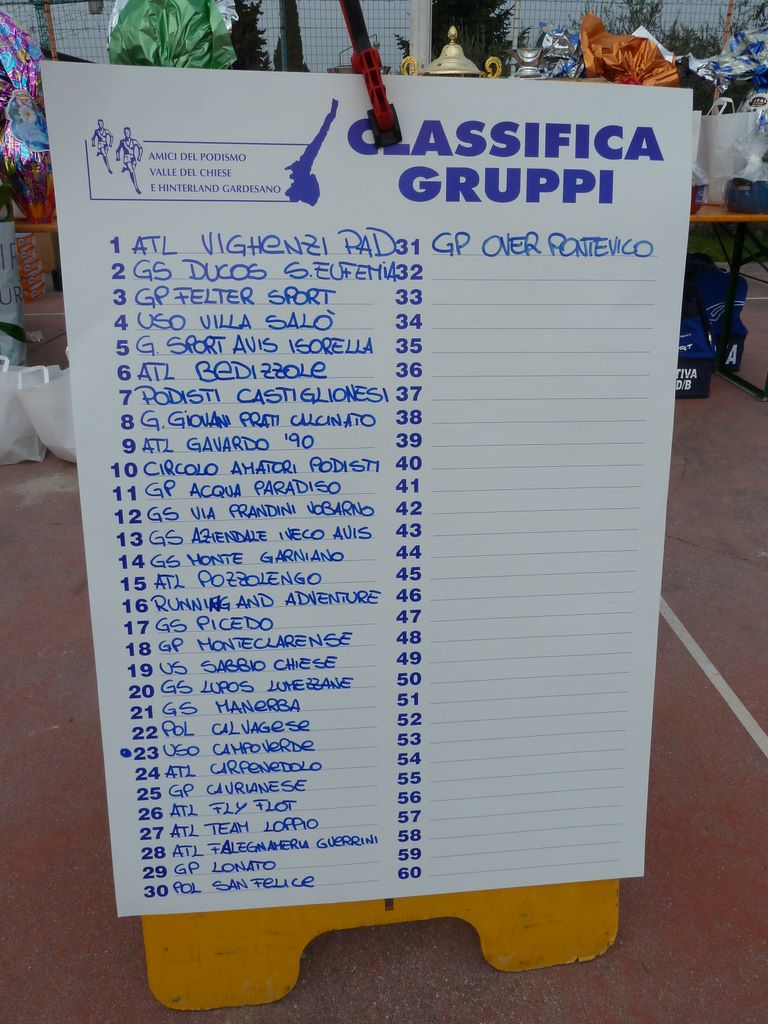 AMICI DEL PODISMO
VALLE DEL CHIESE
E HINTERLAND GARDESANO
CLASSIFICA
GRUPPI
1 ATL VIGHENZI PAD
2 GS DUCOS S.EUFEMIA
3 GP FELTER SPORT
4 USO VILLA SALÒ
5 G. SPORT AVIS ISORELLA
6 ATL BEDIZZOLE
7 PODISTI CASTIGLIONESI
8 G. GIOVANI PRATI CALCINATO
9 ATL GAVARDO '90
10 CIRCOLO AMATORI PODISTI
11 GP ACQUA PARADISO
12 GS VIA PRANDINI VOBARNO
13 GS AZIENDALE IVECO AVIS
14 GS MONTE GARNIANO
15 ATL POZZOLENGO
16 RUNNING AND ADVENTURE
17 GS PICEDO
18 GP MONTECLARENSE
19 US SABBIO CHIESE
20 GS LUPOS LUMEZZANE
21 GS MANERBA
22 POL CALVAGESE
23 USO CAMPOVERDE
24 ATL CARPENEDOLO
25 GP CAVRIANESE
26 ATL FLY FLOT
27 ATL TEAM LOPPIO
28 ATL FALEGNAMERIA GUERRINI
29 GP LONATO
30 POL SAN FELICE
31 GP OVER PONTEVICO
32
33
34
35
36
37
38
39
40
41
42
43
44
45
46
47
48
49
50
51
52
53
54
55
56
57
58
59
60
TIVA
D/B
A